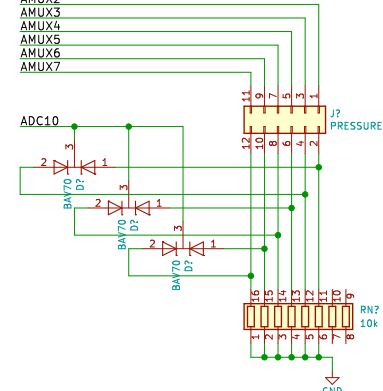 AMUX2
AMUX3
AMUX4
AMUX5
AMUX6
AMUX7
11 9 7 5 3 1
J?
PRESSURE
12 10 8 6 4 2
ADC10
3
2 1
BAV70
D?
3
2 1
BAV70
D?
3
2 1
BAV70
D?
16 15 14 13 12 11 10 9
RN?
10k
1 2 3 4 5 6 7 8
GND